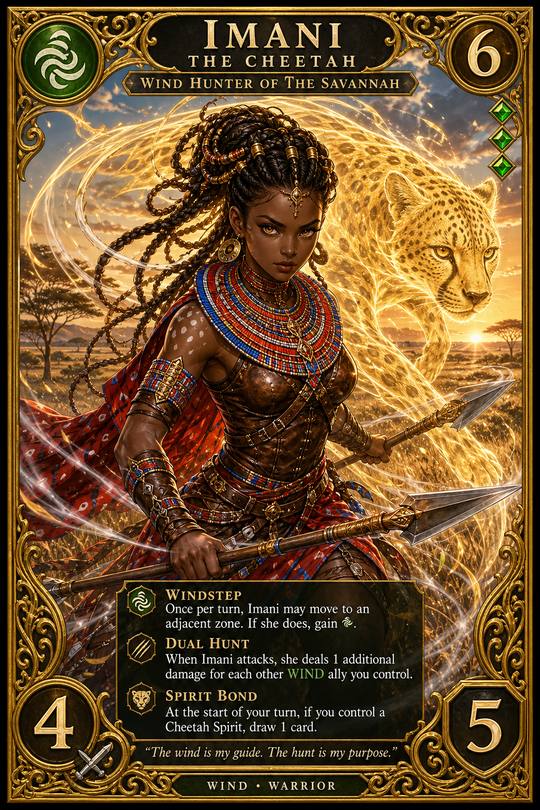 IMANI
6
THE CHEETAH
WIND HUNTER OF THE SAVANNAH
WINDSTEP
Once per turn, Imani may move to an
adjacent zone. If she does, gain .
DUAL HUNT
When Imani attacks, she deals 1 additional
damage for each other WIND ally you control.
SPIRIT BOND
At the start of your turn, if you control a
Cheetah Spirit, draw 1 card.
4
5
"The wind is my guide. The hunt is my purpose."
WIND • WARRIOR